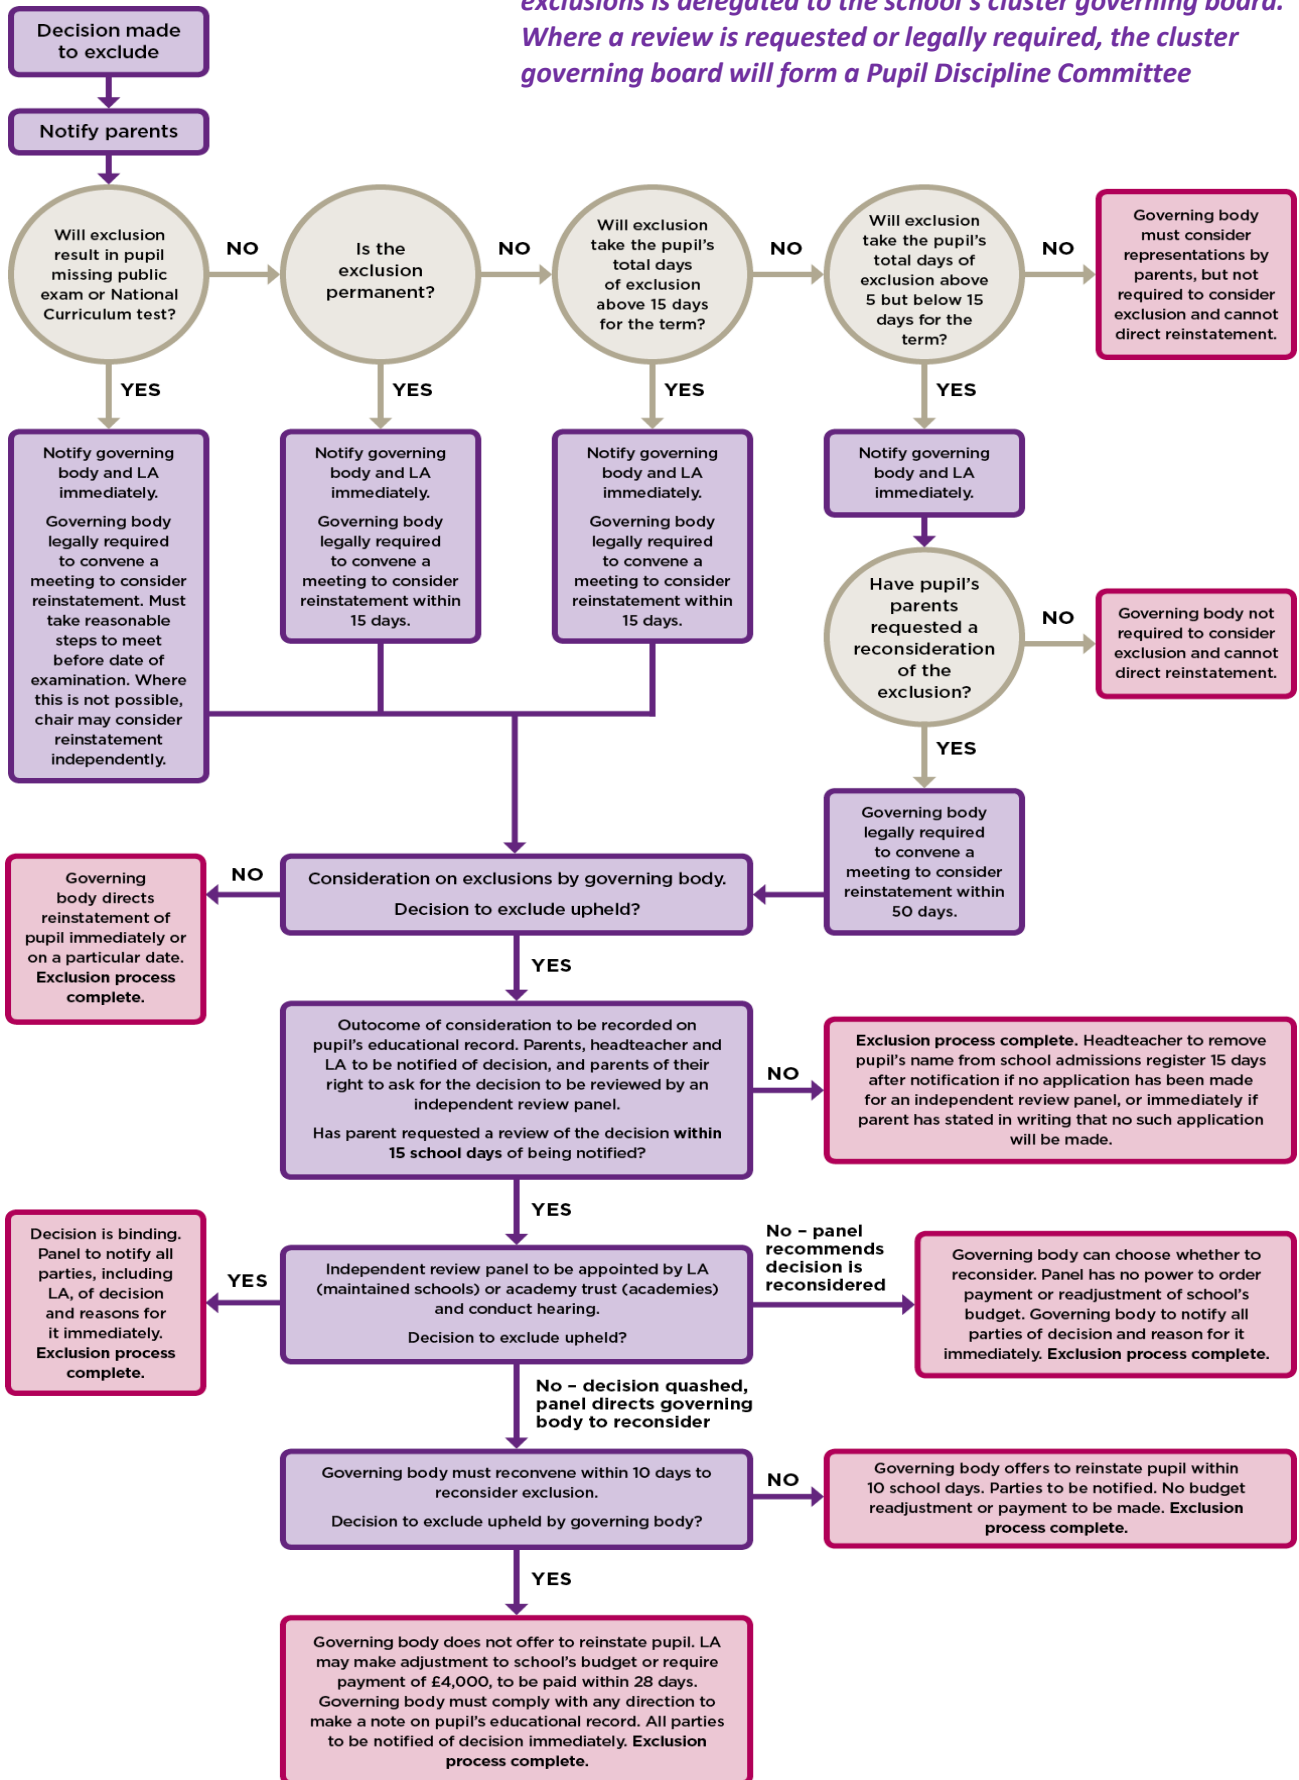 exclusions is delegated to the school's cluster governing board.
Where a review is requested or legally required, the cluster
governing board will form a Pupil Discipline Committee
Decision made
to exclude
Notify parents
Will exclusion
result in pupil
missing public
exam or National
Curriculum test?
NO
Is the
exclusion
permanent?
NO
Will exclusion
take the pupil's
total days
of exclusion
above 15 days
for the term?
NO
Will exclusion
take the pupil's
total days of
exclusion above
5 but below 15
days for the
term?
NO
Governing body
must consider
representations by
parents, but not
required to consider
exclusion and cannot
direct reinstatement.
YES
YES
YES
YES
Notify governing
body and LA
immediately.
Governing body
legally required
to convene a
meeting to consider
reinstatement. Must
take reasonable
steps to meet
before date of
examination. Where
this is not possible,
chair may consider
reinstatement
independently.
Notify governing
body and LA
immediately.
Governing body
legally required
to convene a
meeting to consider
reinstatement within
15 days.
Notify governing
body and LA
immediately.
Governing body
legally required
to convene a
meeting to consider
reinstatement within
15 days.
Notify governing
body and LA
immediately.
Have pupil's
parents
requested a
reconsideration
of the
exclusion?
NO
Governing body not
required to consider
exclusion and cannot
direct reinstatement.
YES
Governing body
legally required
to convene a
meeting to consider
reinstatement within
50 days.
Consideration on exclusions by governing body.
Decision to exclude upheld?
NO
Governing
body directs
reinstatement of
pupil immediately or
on a particular date.
Exclusion process
complete.
YES
Outocome of consideration to be recorded on
pupil's educational record. Parents, headteacher and
LA to be notified of decision, and parents of their
right to ask for the decision to be reviewed by an
independent review panel.
Has parent requested a review of the decision within
15 school days of being notified?
NO
Exclusion process complete. Headteacher to remove
pupil's name from school admissions register 15 days
after notification if no application has been made
for an independent review panel, or immediately if
parent has stated in writing that no such application
will be made.
YES
Independent review panel to be appointed by LA
(maintained schools) or academy trust (academies)
and conduct hearing.
Decision to exclude upheld?
YES
Decision is binding.
Panel to notify all
parties, including
LA, of decision
and reasons for
it immediately.
Exclusion process
complete.
No – panel
recommends
decision is
reconsidered
Governing body can choose whether to
reconsider. Panel has no power to order
payment or readjustment of school's
budget. Governing body to notify all
parties of decision and reason for it
immediately. Exclusion process complete.
No – decision quashed,
panel directs governing
body to reconsider
Governing body must reconvene within 10 days to
reconsider exclusion.
Decision to exclude upheld by governing body?
NO
Governing body offers to reinstate pupil within
10 school days. Parties to be notified. No budget
readjustment or payment to be made. Exclusion
process complete.
YES
Governing body does not offer to reinstate pupil. LA
may make adjustment to school's budget or require
payment of £4,000, to be paid within 28 days.
Governing body must comply with any direction to
make a note on pupil's educational record. All parties
to be notified of decision immediately. Exclusion
process complete.